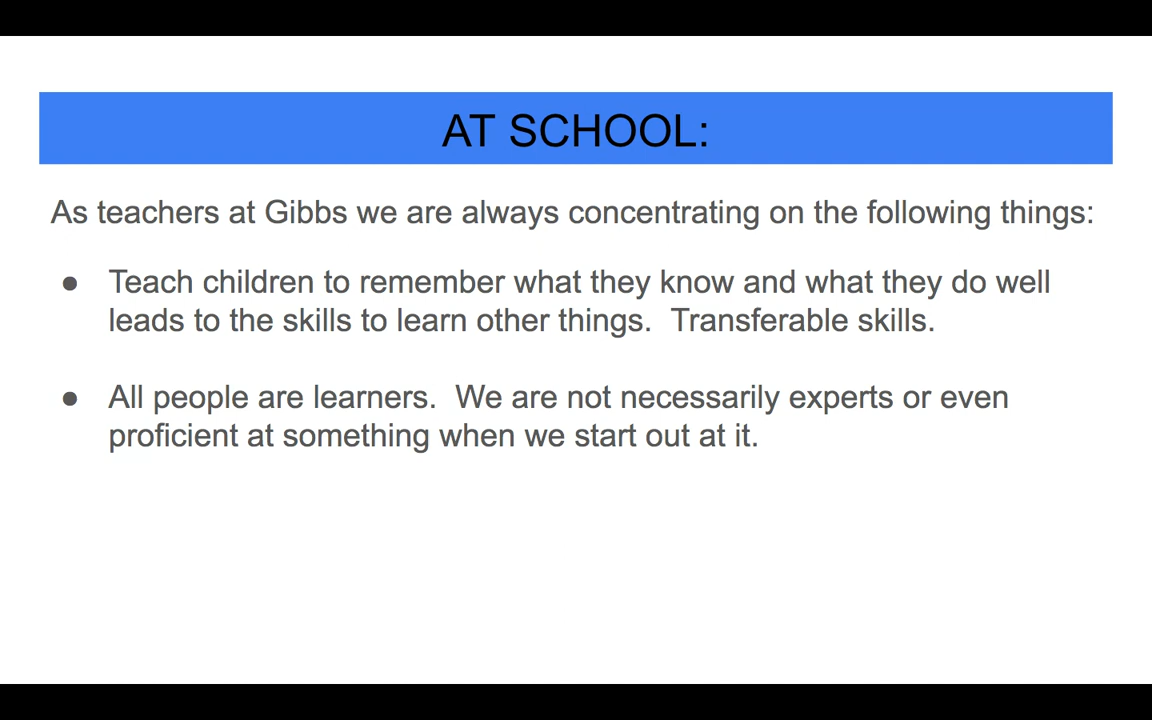 AT SCHOOL:
As teachers at Gibbs we are always concentrating on the following things:
● Teach children to remember what they know and what they do well
leads to the skills to learn other things.  Transferable skills.
● All people are learners.  We are not necessarily experts or even
proficient at something when we start out at it.